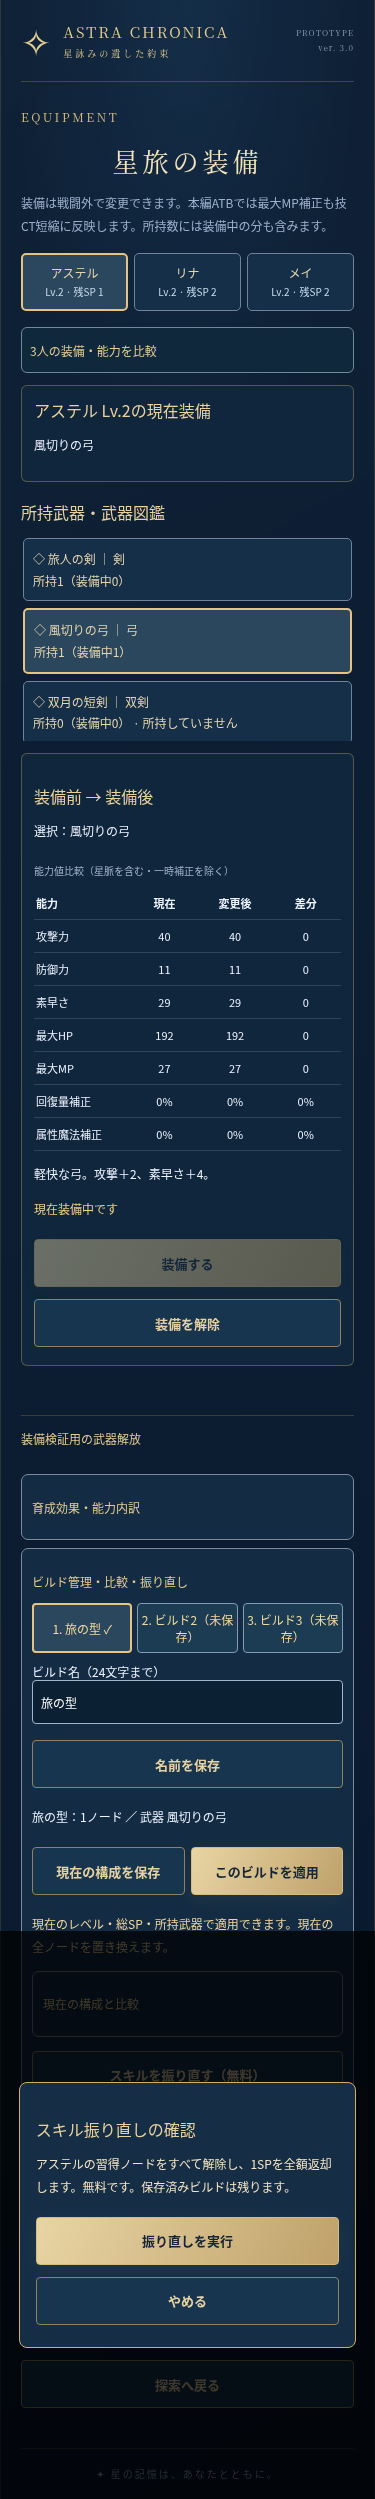 ASTRA CHRONICA
星詠みの遺した約束
PROTOTYPE
ver. 3.0
EQUIPMENT
星旅の装備
装備は戦闘外で変更できます。本編ATBでは最大MP補正も技
CT短縮に反映します。所持数には装備中の分も含みます。
アステル
Lv.2 · 残SP 1
リナ
Lv.2 · 残SP 2
メイ
Lv.2 · 残SP 2
3人の装備・能力を比較
アステル Lv.2の現在装備
風切りの弓
所持武器・武器図鑑
◇ 旅人の剣 ｜ 剣
所持1（装備中0）
◇ 風切りの弓 ｜ 弓
所持1（装備中1）
◇ 双月の短剣 ｜ 双剣
所持0（装備中0） · 所持していません
装備前 → 装備後
選択：風切りの弓
能力値比較（星脈を含む・一時補正を除く）
能力 現在 変更後 差分
攻撃力 40 40 0
防御力 11 11 0
素早さ 29 29 0
最大HP 192 192 0
最大MP 27 27 0
回復量補正 0% 0% 0%
属性魔法補正 0% 0% 0%
軽快な弓。攻撃＋2、素早さ＋4。
現在装備中です
装備する
装備を解除
装備検証用の武器解放
育成効果・能力内訳
ビルド管理・比較・振り直し
1. 旅の型 ✓
2. ビルド2（未保
存）
3. ビルド3（未保
存）
ビルド名（24文字まで）
旅の型
名前を保存
旅の型：1ノード ／ 武器 風切りの弓
現在の構成を保存
このビルドを適用
現在のレベル・総SP・所持武器で適用できます。現在の
全ノードを置き換えます。
現在の構成と比較
スキルを振り直す（無料）
スキル振り直しの確認
アステルの習得ノードをすべて解除し、1SPを全額返却
します。無料です。保存済みビルドは残ります。
振り直しを実行
やめる
探索へ戻る
✦ 星の記憶は、あなたとともに。